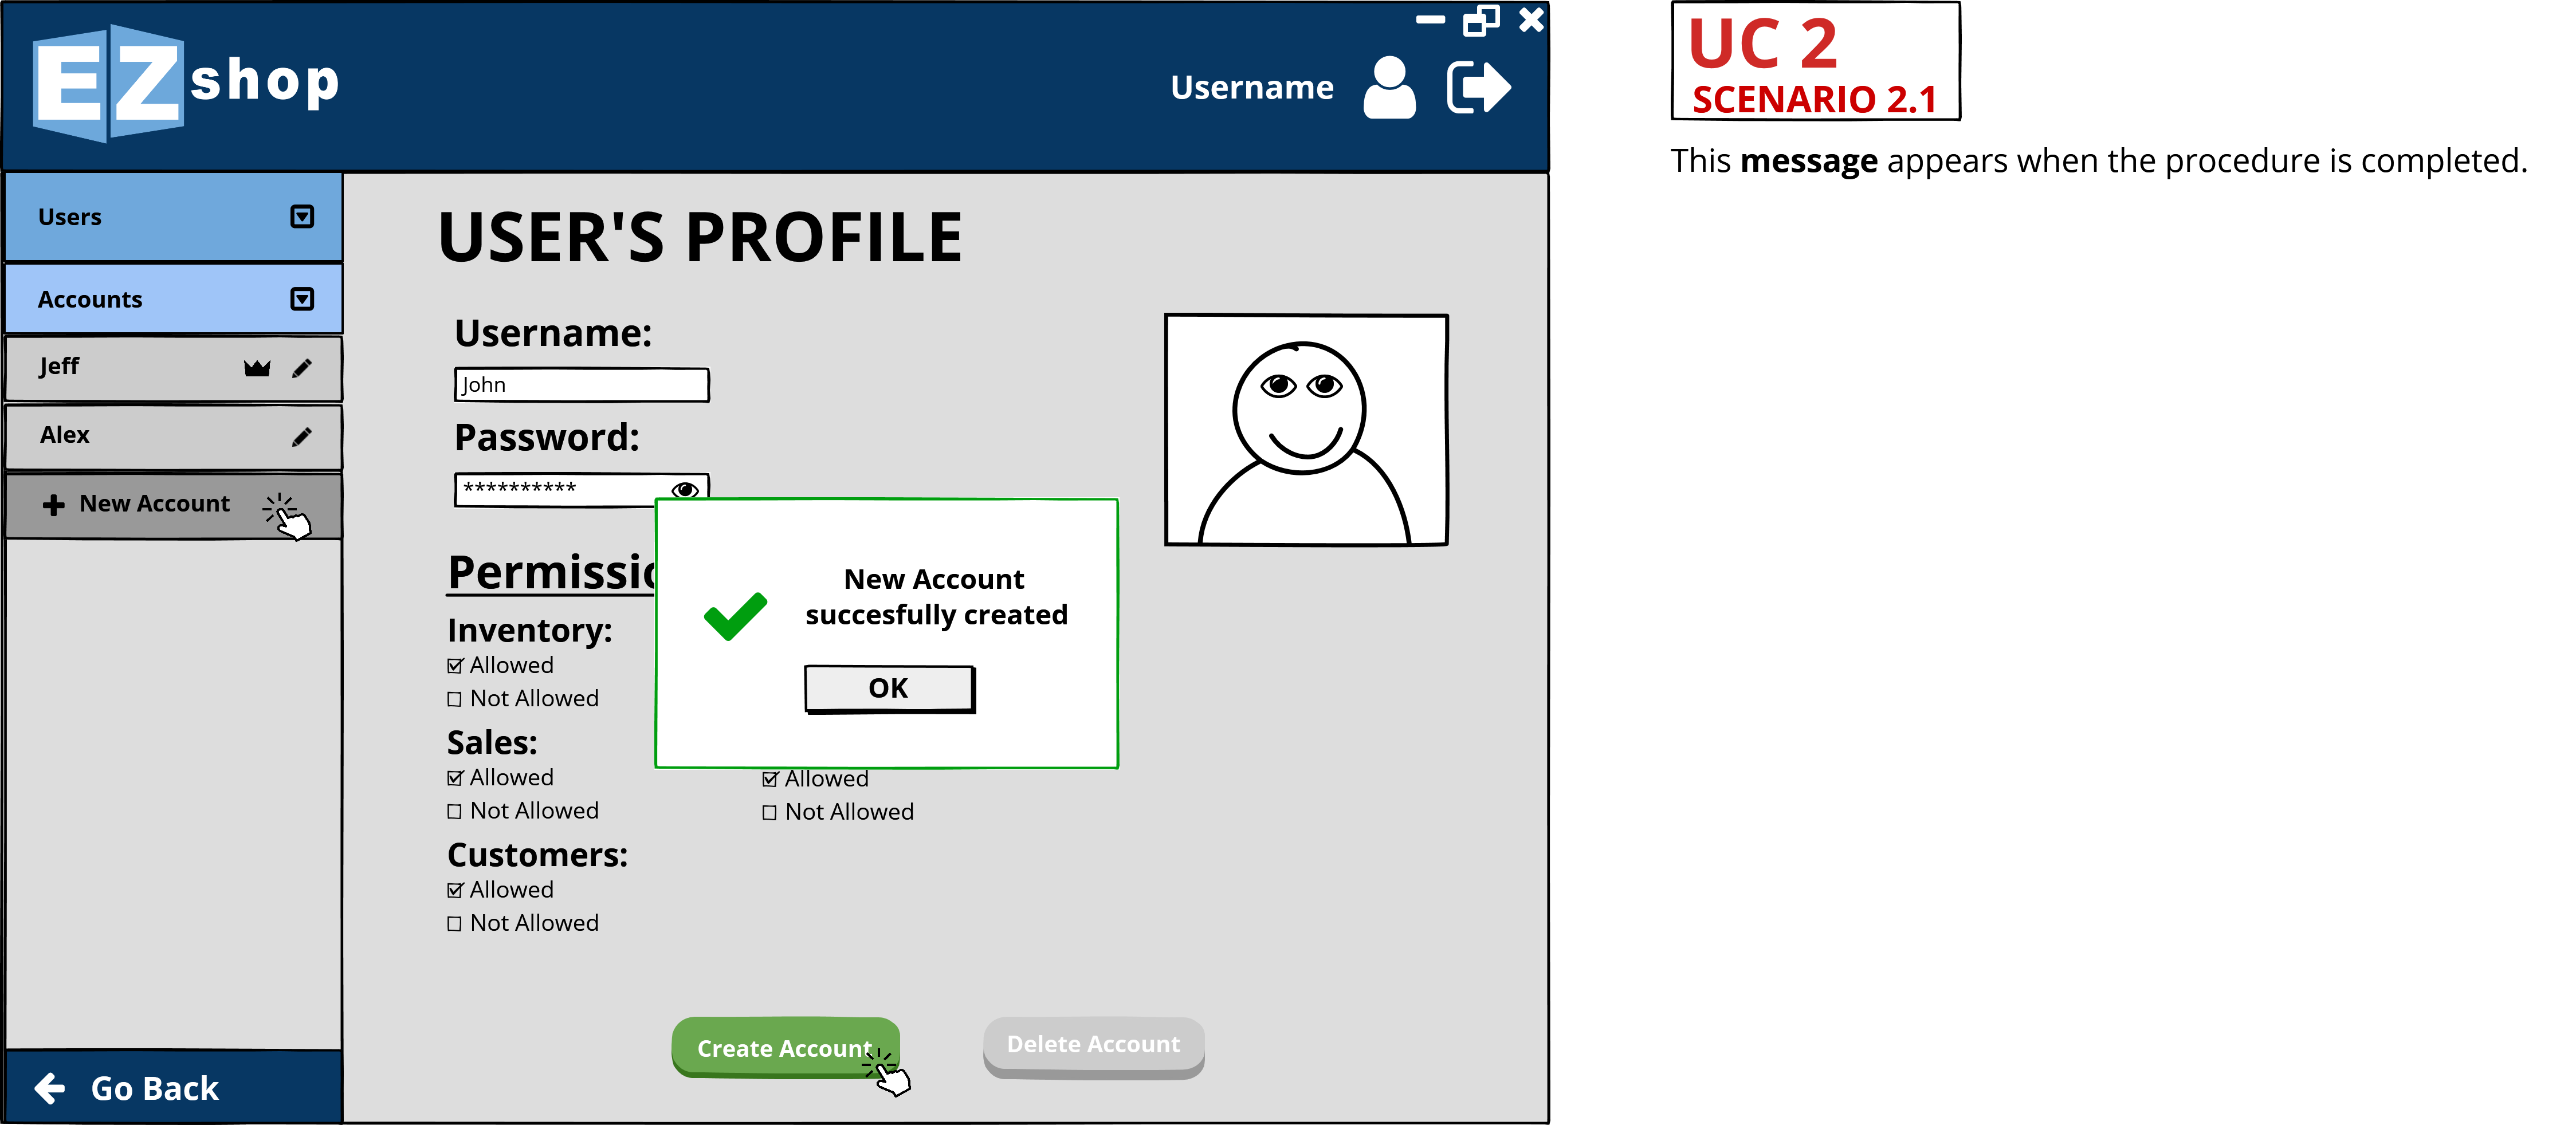 EZshop
Username
UC 2
SCENARIO 2.1
This message appears when the procedure is completed.
Users
Accounts
Jeff
Alex
New Account
Go Back
USER'S PROFILE
Username:
John
Password:
**********
New Account
succesfully created
OK
Inventory:
Allowed
Not Allowed
Sales:
Allowed
Not Allowed
Allowed
Not Allowed
Customers:
Allowed
Not Allowed
Create Account
Delete Account